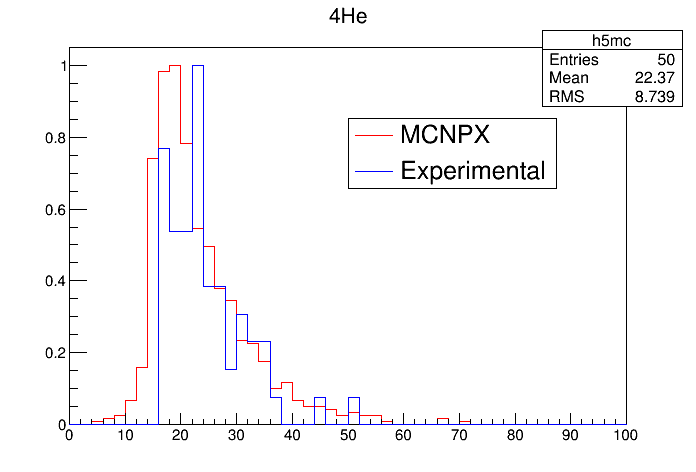 4He
h5mc
Entries 50
Mean 22.37
RMS 8.739
MCNPX
Experimental
1
0.8
0.6
0.4
0.2
0
0 10 20 30 40 50 60 70 80 90 100